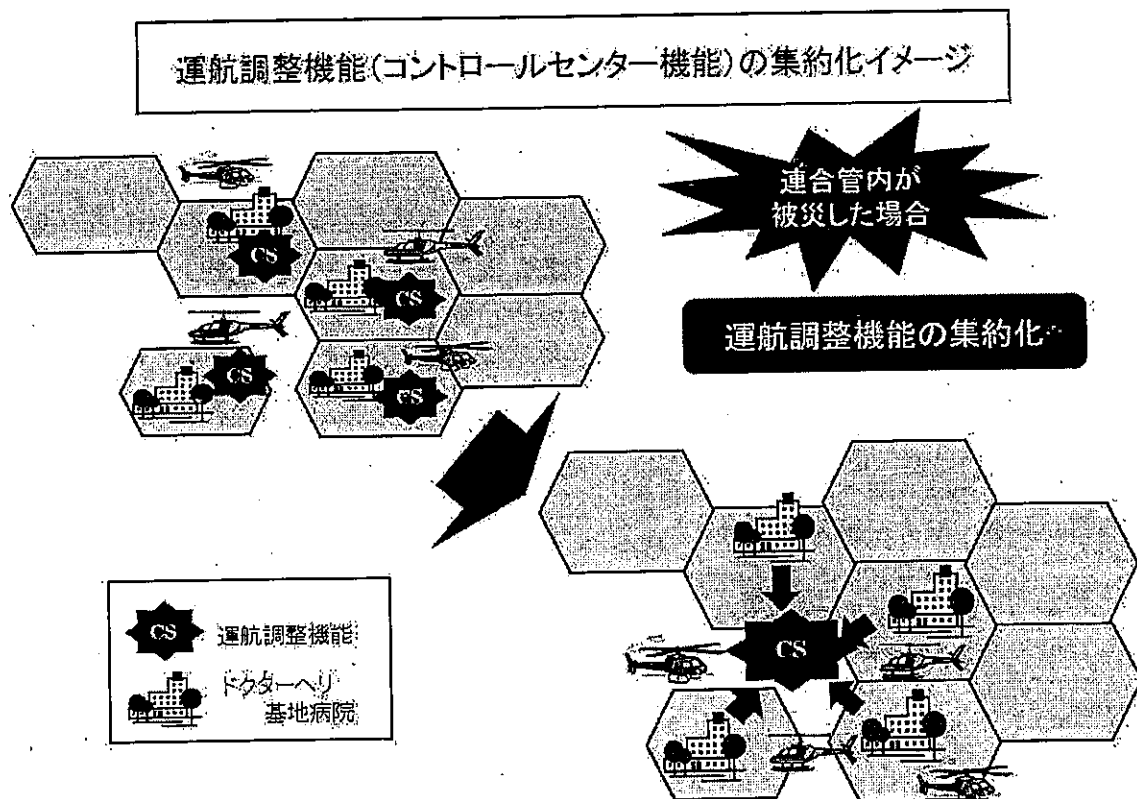 運航調整機能(コントロールセンター機能)の集約化イメージ
連合管内が
被災した場合
CS
CS
運航調整機能の集約化
CS
CS
CS
運航調整機能
CS
ドクターヘリ
基地病院